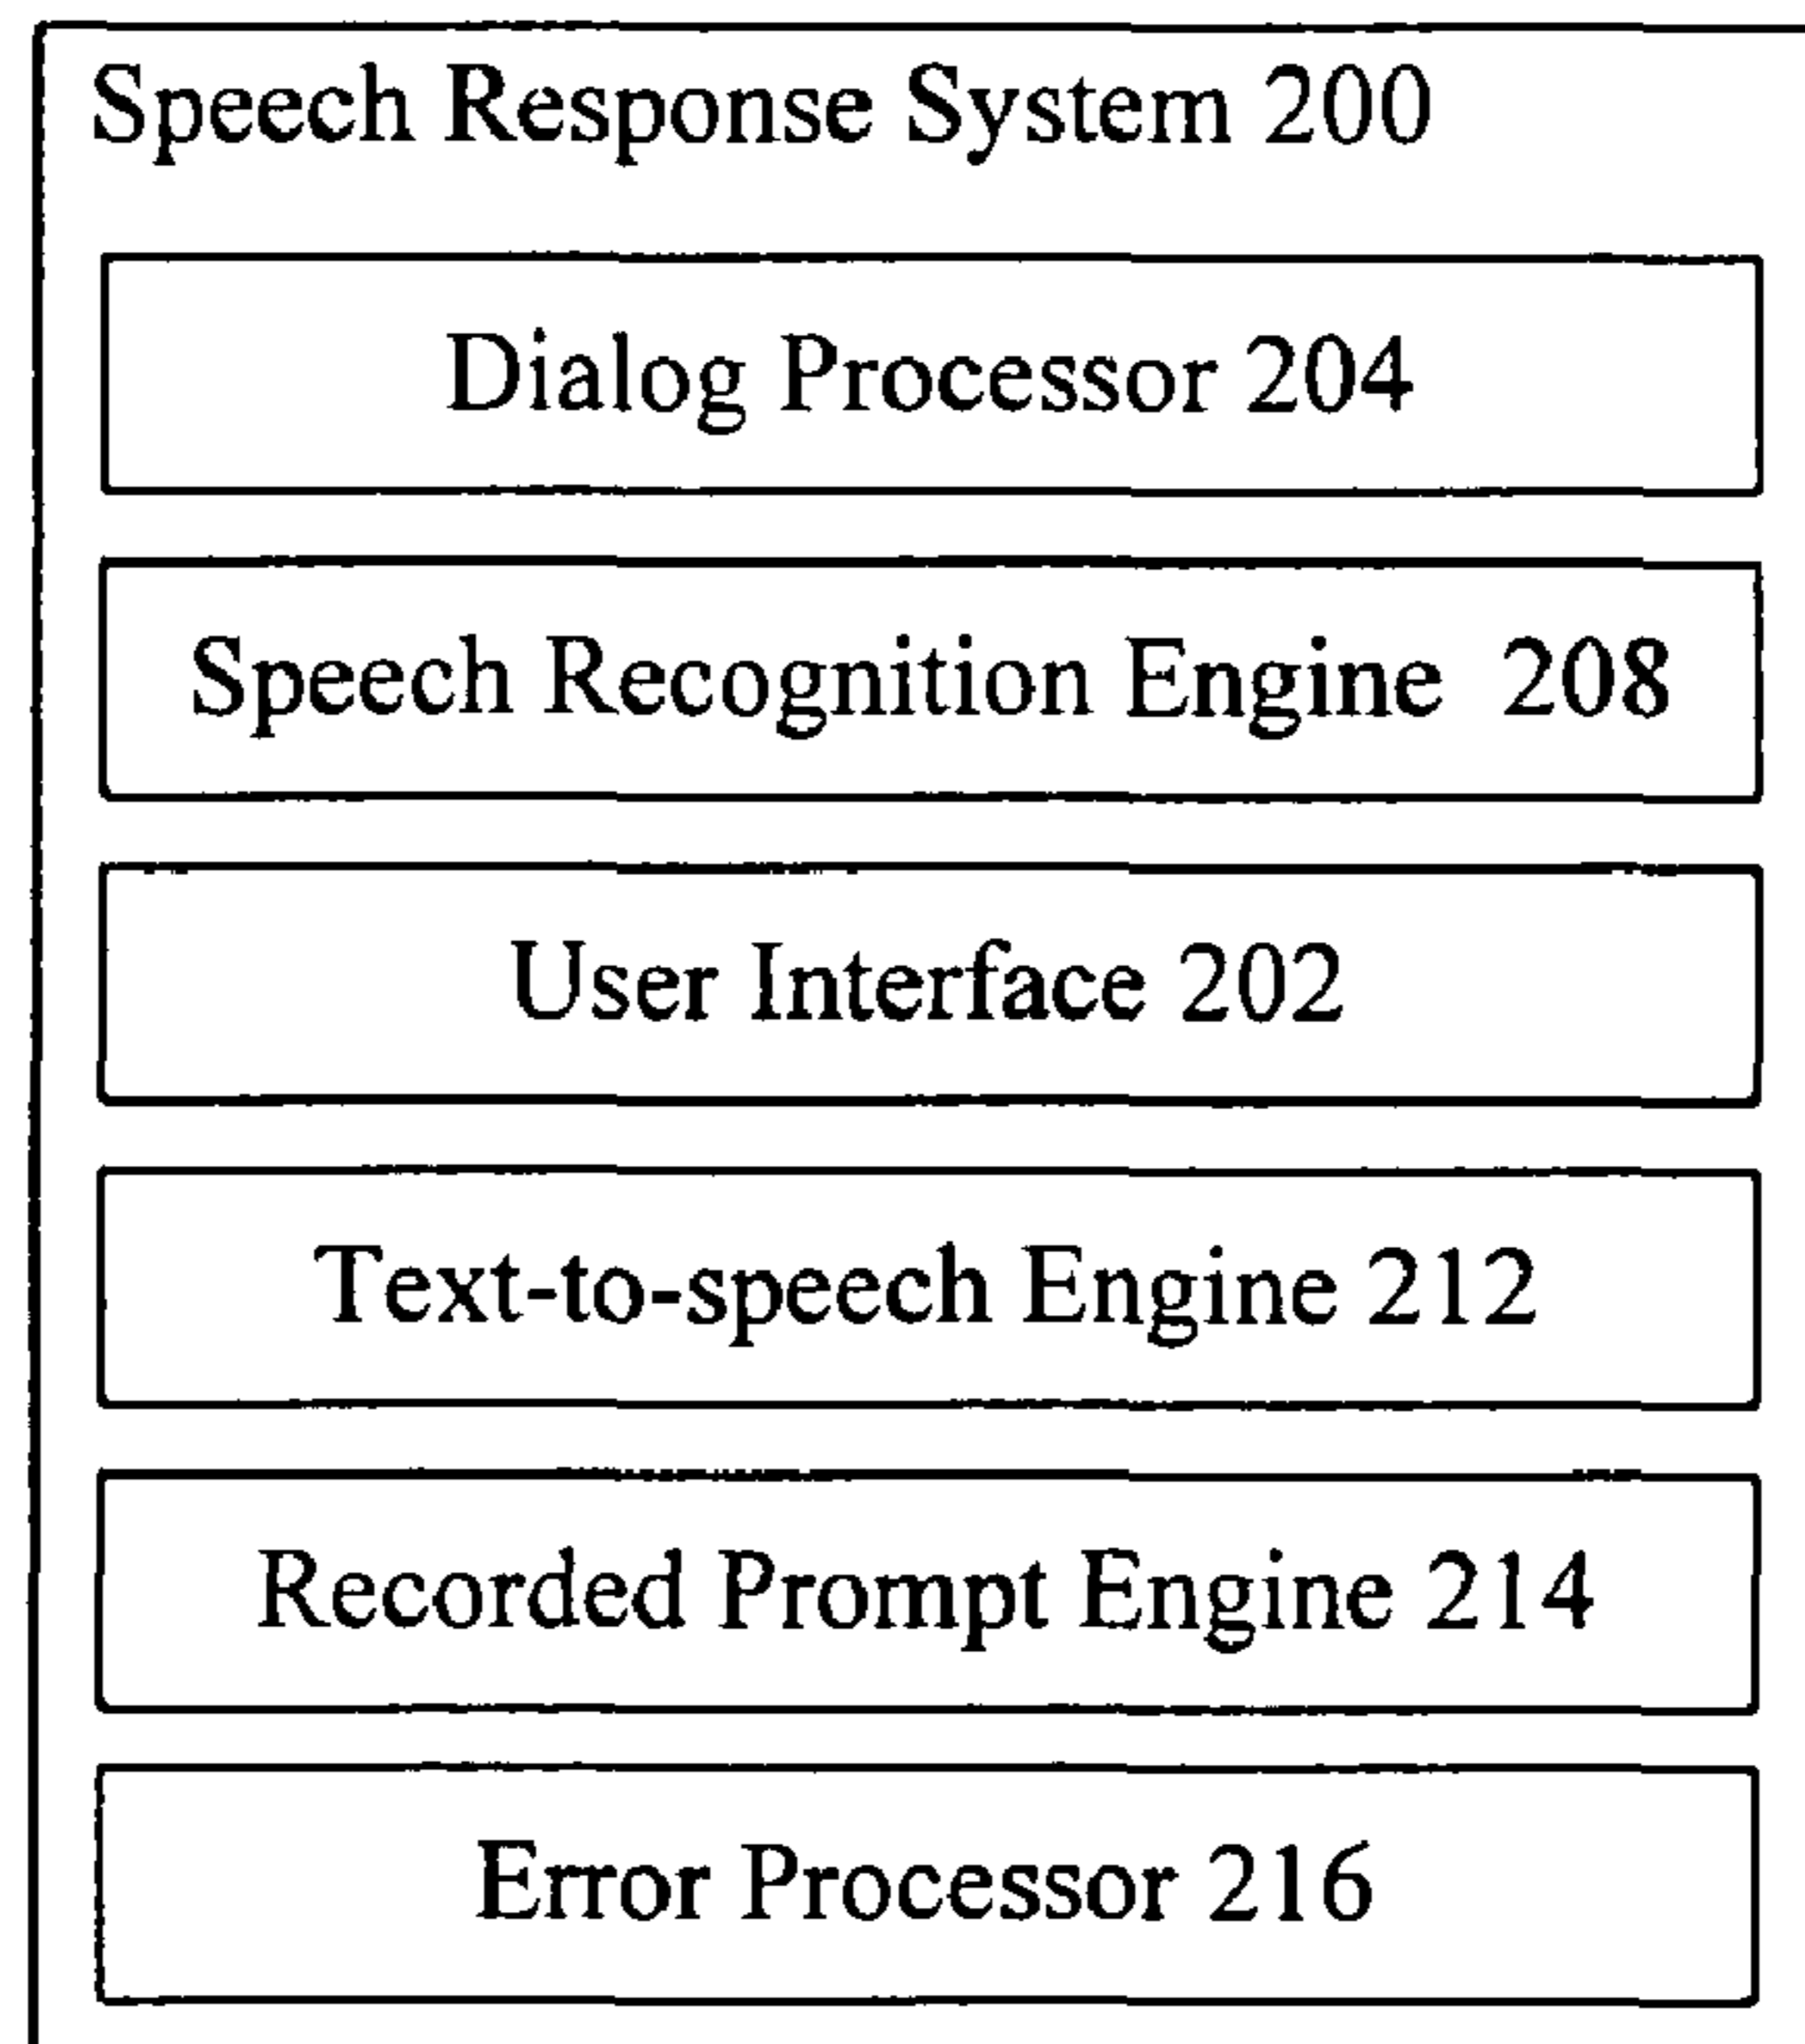 Speech Response System 200
Dialog Processor 204
Speech Recognition Engine 208
User Interface 202
Text-to-speech Engine 212
Recorded Prompt Engine 214
Error Processor 216